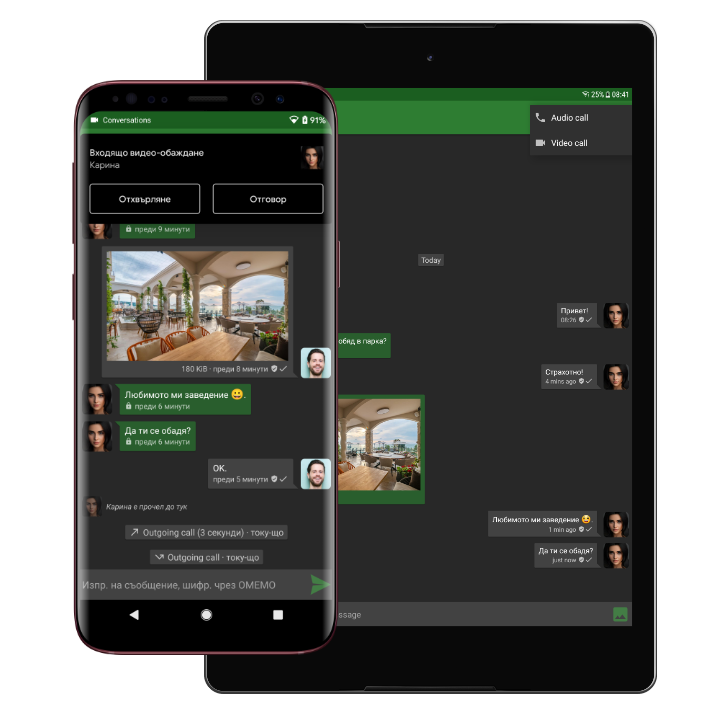 Conversations
91%
Входящо видео-обаждане
Карина
Отхвърляне
Отговор
преди 9 минути
180 KiB · преди 8 минути
Любимото ми заведение 😀.
преди 6 минути
Да ти се обадя?
преди 6 минути
OK.
преди 5 минути
Карина е прочел до тук
Outgoing call (3 секунди) · току-що
Outgoing call · току-що
Изпр. на съобщение, шифр. чрез OMEMO
25% 08:41
Audio call
Video call
Today
Привет!
08:26
обяд в парка?
Страхотно!
4 mins ago
Любимото ми заведение
1 min ago
Да ти се обадя?
just now
ssage